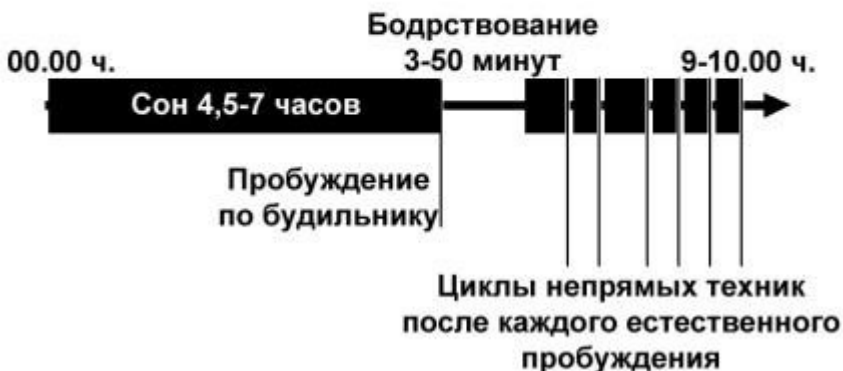 Бодрствование
00.00 ч.
3-50 минут
9-10.00 ч.
Сон 4,5-7 часов
Пробуждение
по будильнику
Циклы непрямых техник
после каждого естественного
пробуждения